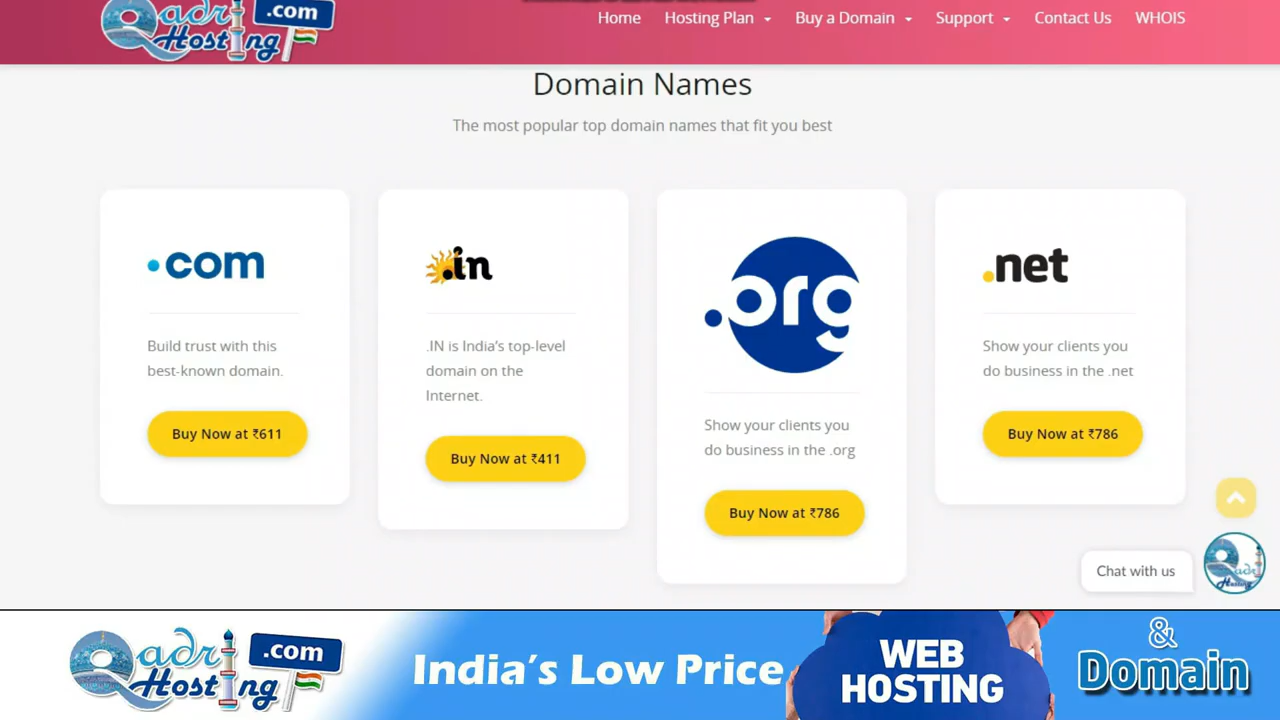 Qadri
.com
Hosting
Home
Hosting Plan
Buy a Domain
Support
Contact Us
WHOIS
Domain Names
The most popular top domain names that fit you best
.com
Build trust with this
best-known domain.
Buy Now at ₹611
.in
.IN is India's top-level
domain on the
Internet.
Buy Now at ₹411
.org
Show your clients you
do business in the .org
Buy Now at ₹786
.net
Show your clients you
do business in the .net
Buy Now at ₹786
Chat with us
Qadri
Hosting
Qadri
.com
Hosting
India's Low Price
WEB
HOSTING
&
Domain